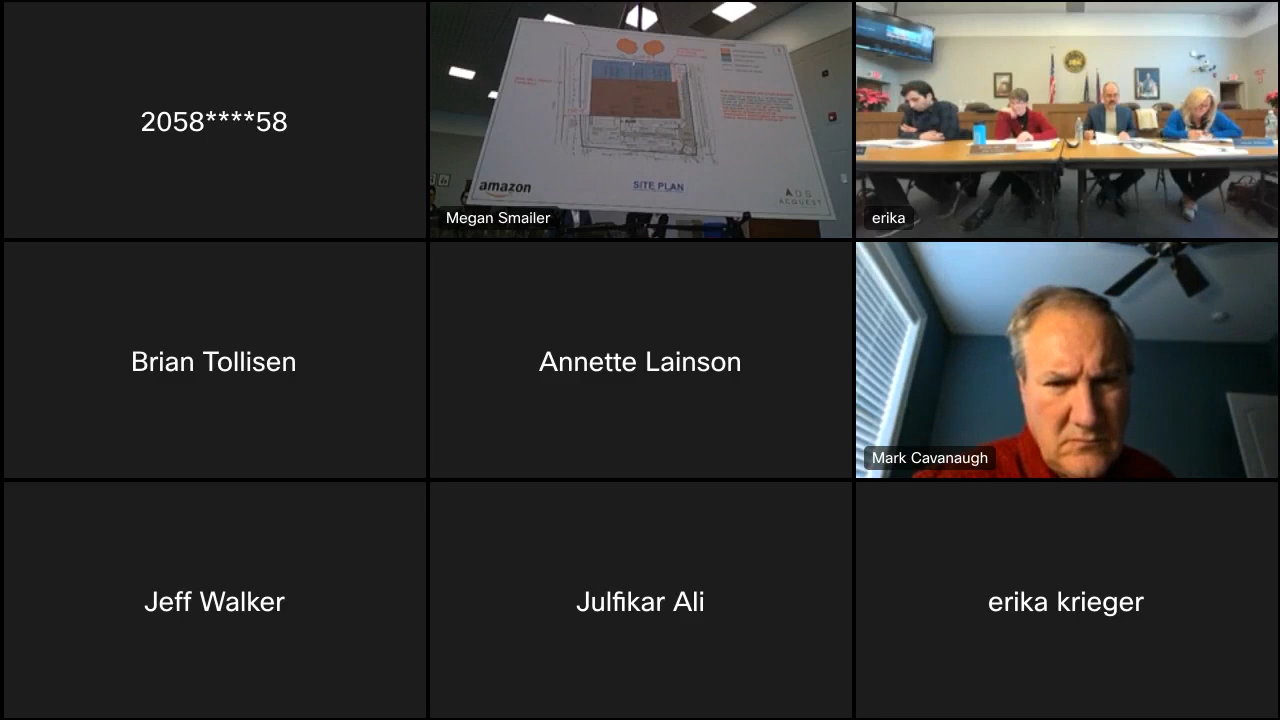 2058****58
amazon
SITE PLAN
ACQUEST
Megan Smailer
erika
Brian Tollisen
Annette Lainson
Mark Cavanaugh
Jeff Walker
Julfikar Ali
erika krieger